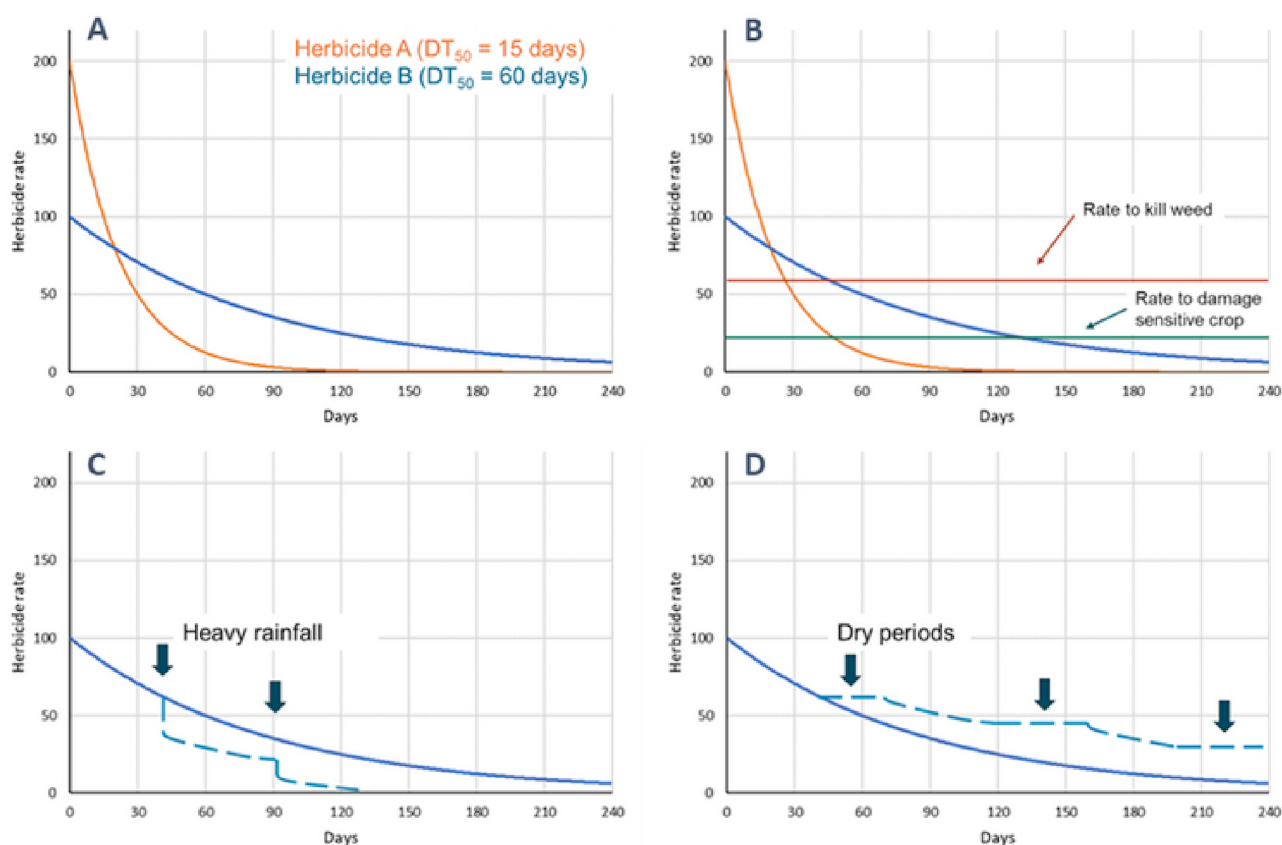 A
Herbicide A (DT50 = 15 days)
Herbicide B (DT50 = 60 days)
200
150
100
50
0
Herbicide rate
0 30 60 90 120 150 180 210 240
Days
B
200
150
100
50
0
Herbicide rate
Rate to kill weed
Rate to damage
sensitive crop
0 30 60 90 120 150 180 210 240
Days
C
200
150
100
50
0
Herbicide rate
Heavy rainfall
0 30 60 90 120 150 180 210 240
Days
D
200
150
100
50
0
Herbicide rate
Dry periods
0 30 60 90 120 150 180 210 240
Days